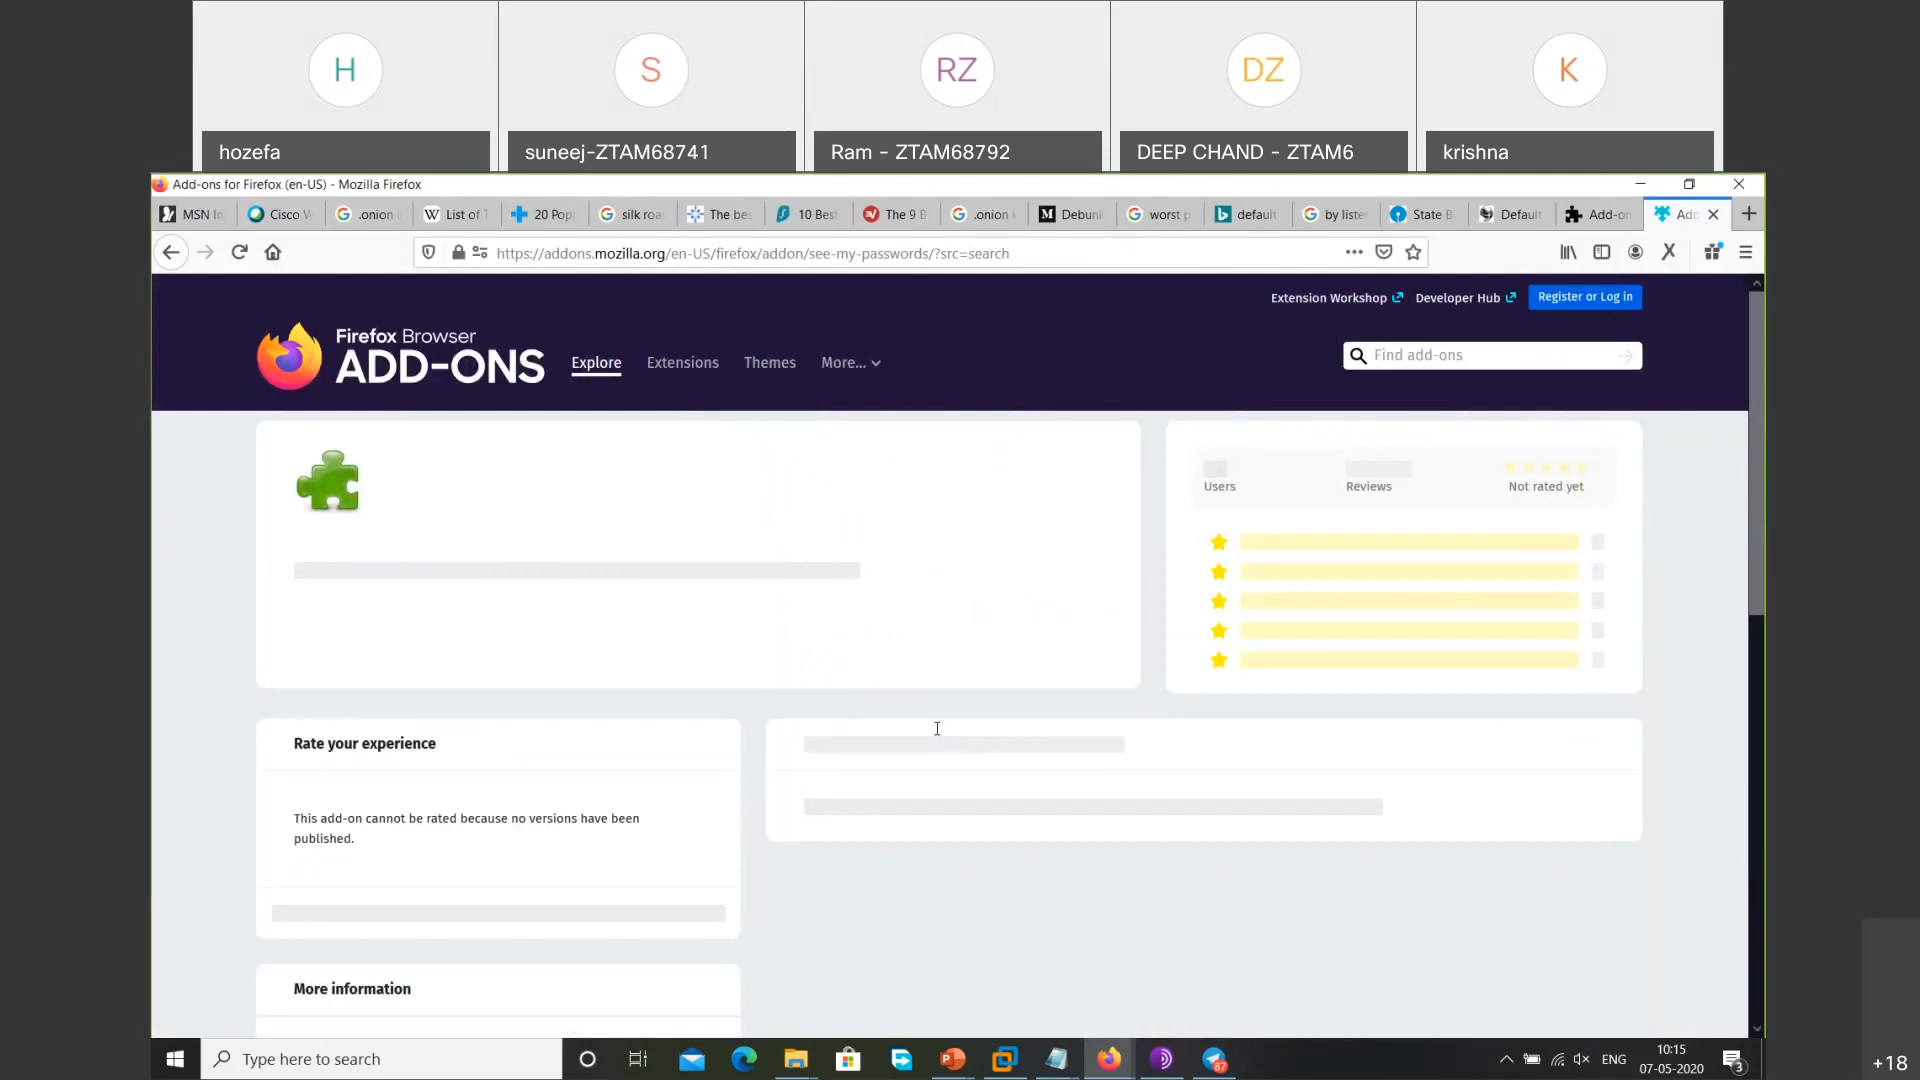 H
S
RZ
DZ
K
hozefa
suneej-ZTAM68741
Ram - ZTAM68792
DEEP CHAND - ZTAM6
krishna
Add-ons for Firefox (en-US) - Mozilla Firefox
MSN In
Cisco W
.onion
List of
20 Pop
silk roa
The be
10 Best
The 9 B
.onion
Debun
worst p
default
by liste
State B
Default
Add-on
Add
https://addons.mozilla.org/en-US/firefox/addon/see-my-passwords/?src=search
Extension Workshop
Developer Hub
Register or Log in
Firefox Browser
ADD-ONS
Explore
Extensions
Themes
More...
Find add-ons
Users
Reviews
Not rated yet
Rate your experience
This add-on cannot be rated because no versions have been
published.
More information
Type here to search
87
ENG
10:15
07-05-2020
3
+18